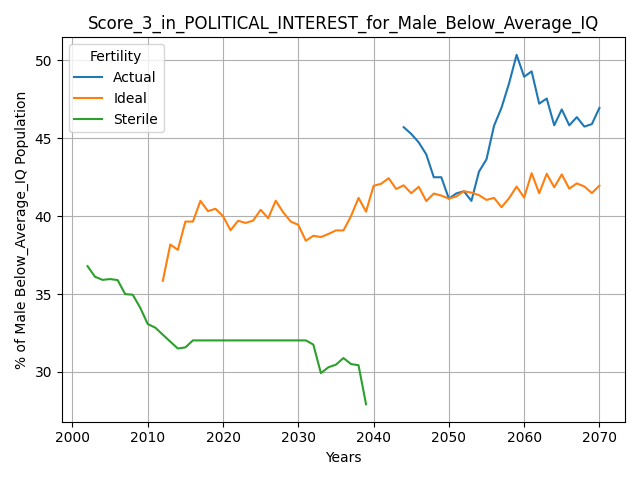 Score_3_in_POLITICAL_INTEREST_for_Male_Below_Average_IQ
Fertility
Actual
Ideal
Sterile
% of Male Below_Average_IQ Population
50
45
40
35
30
2000 2010 2020 2030 2040 2050 2060 2070
Years